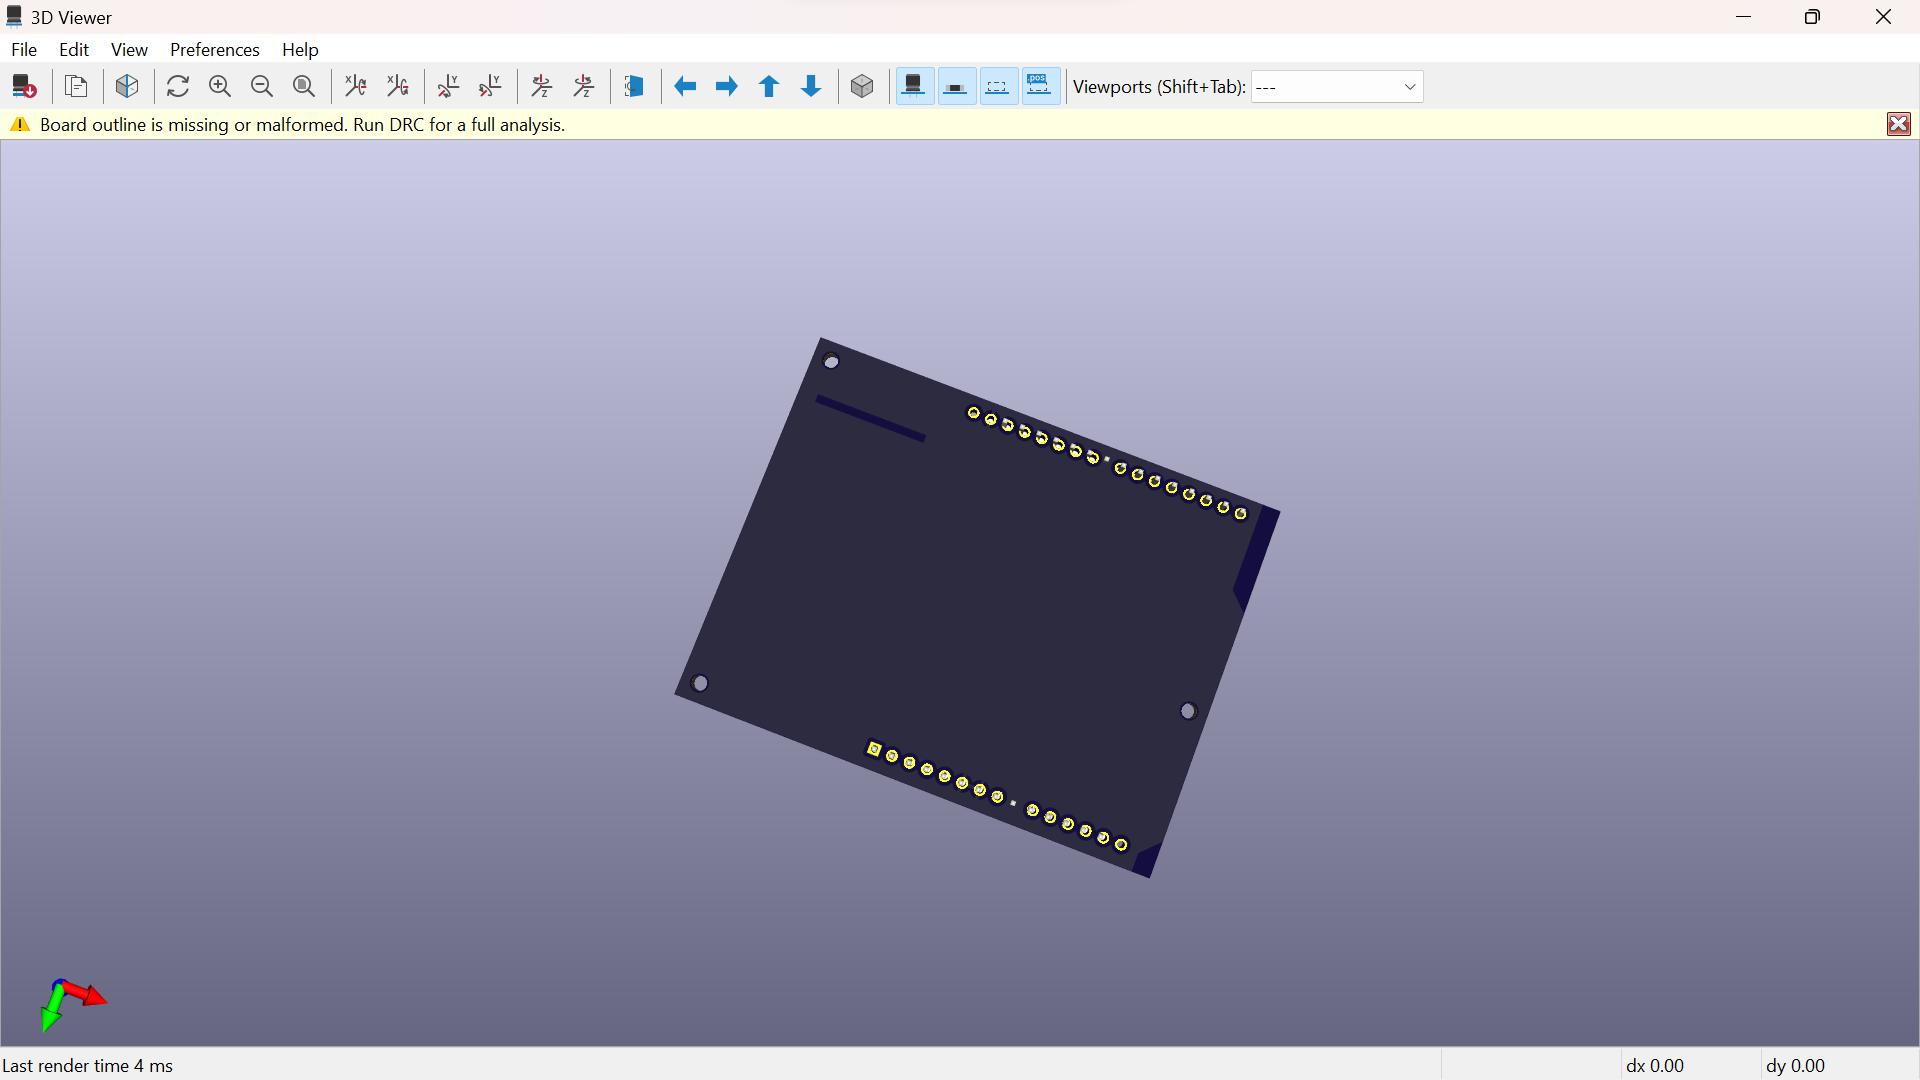 3D Viewer
File Edit View Preferences Help
.pos
Viewports (Shift+Tab): ---
Board outline is missing or malformed. Run DRC for a full analysis.
Last render time 4 ms
dx 0.00
dy 0.00